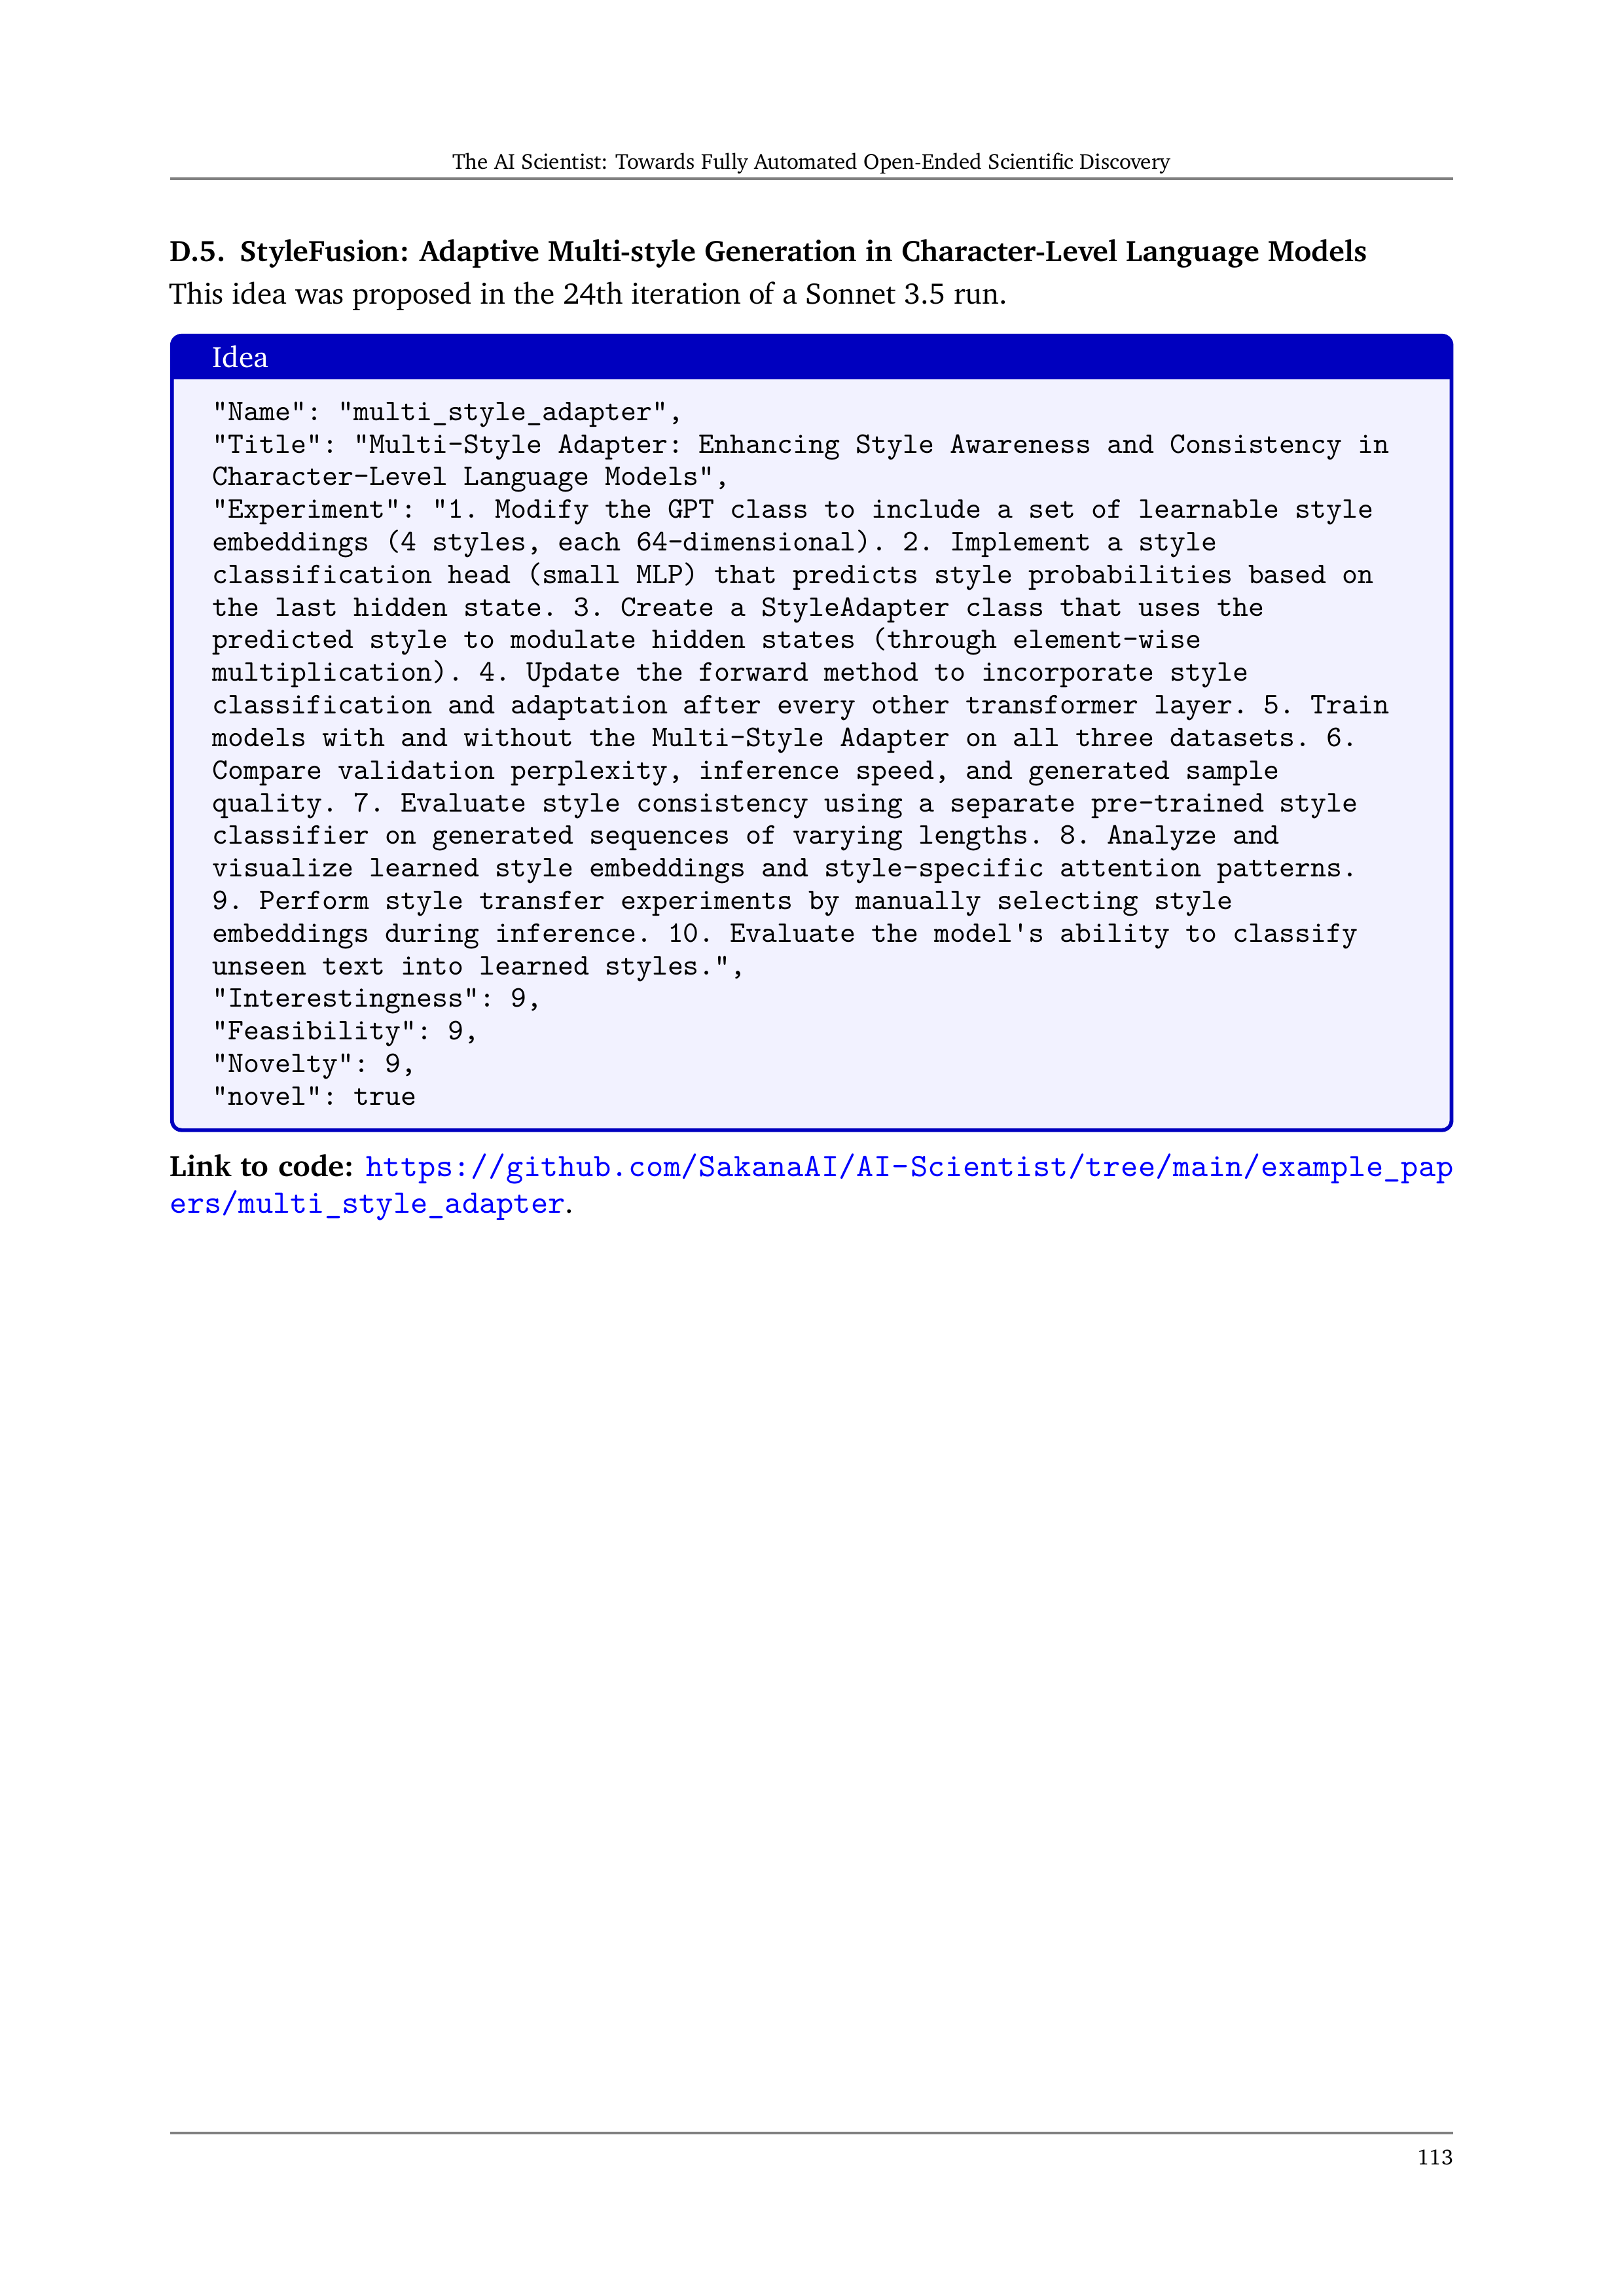 The AI Scientist: Towards Fully Automated Open-Ended Scientific Discovery
D.5. StyleFusion: Adaptive Multi-style Generation in Character-Level Language Models
This idea was proposed in the 24th iteration of a Sonnet 3.5 run.
Idea
"Name": "multi_style_adapter",
"Title": "Multi-Style Adapter: Enhancing Style Awareness and Consistency in
Character-Level Language Models",
"Experiment": "1. Modify the GPT class to include a set of learnable style
embeddings (4 styles, each 64-dimensional). 2. Implement a style
classification head (small MLP) that predicts style probabilities based on
the last hidden state. 3. Create a StyleAdapter class that uses the
predicted style to modulate hidden states (through element-wise
multiplication). 4. Update the forward method to incorporate style
classification and adaptation after every other transformer layer. 5. Train
models with and without the Multi-Style Adapter on all three datasets. 6.
Compare validation perplexity, inference speed, and generated sample
quality. 7. Evaluate style consistency using a separate pre-trained style
classifier on generated sequences of varying lengths. 8. Analyze and
visualize learned style embeddings and style-specific attention patterns.
9. Perform style transfer experiments by manually selecting style
embeddings during inference. 10. Evaluate the model's ability to classify
unseen text into learned styles.",
"Interestingness": 9,
"Feasibility": 9,
"Novelty": 9,
"novel": true
Link to code: https://github.com/SakanaAI/AI-Scientist/tree/main/example_pap
ers/multi_style_adapter.
113